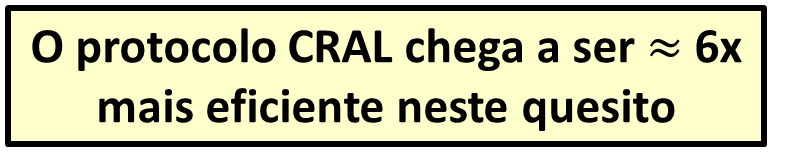 O protocolo CRAL chega a ser ≈ 6x
mais eficiente neste quesito